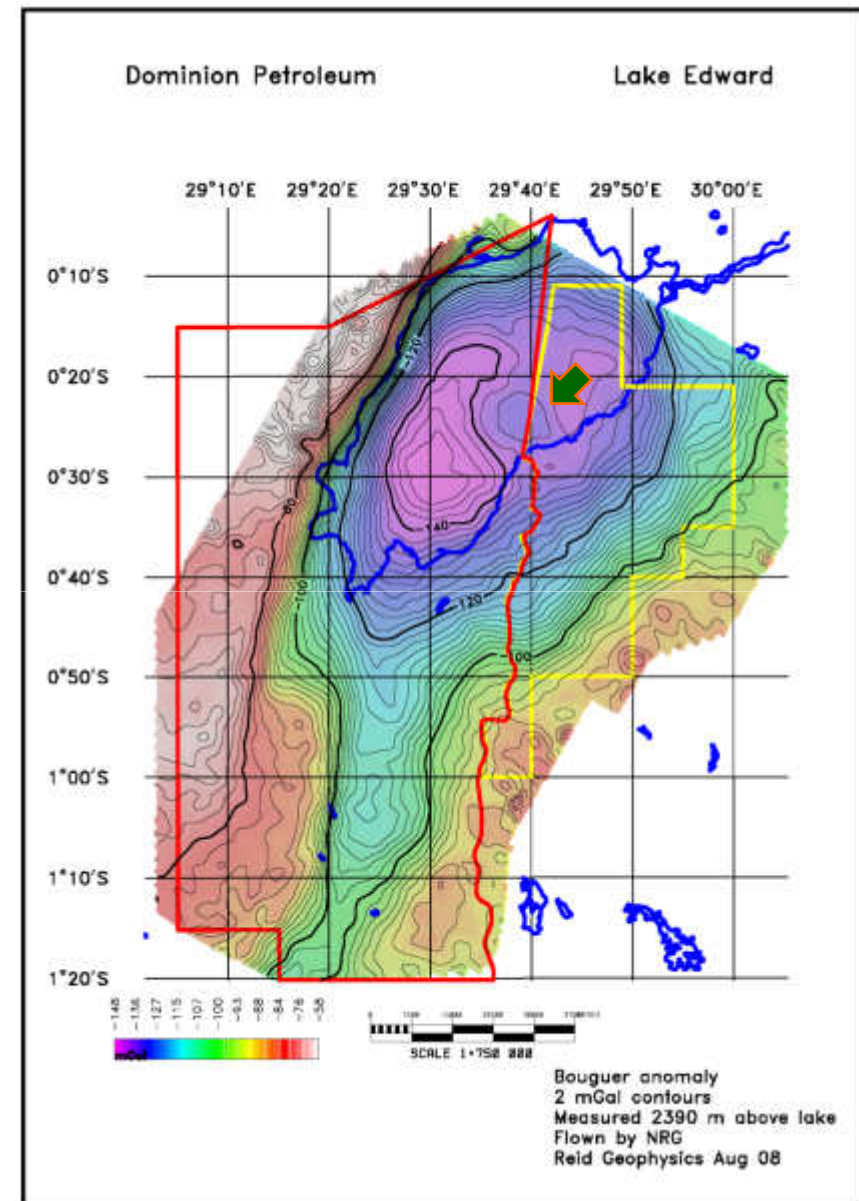 Dominion Petroleum Lake Edward
29°10'E 29°20'E 29°30'E 29°40'E 29°50'E 30°00'E
0°10'S
-120
0°20'S
0°30'S
-80
-140
0°40'S
-100
-120
-100
0°50'S
1°00'S
1°10'S
1°20'S
-148 -136 -127 -115 -107 -100 -93 -88 -84 -76 -58
mGal
SCALE 1:750 000
Bouguer anomaly
2 mGal contours
Measured 2390 m above lake
Flown by NRG
Reid Geophysics Aug 08